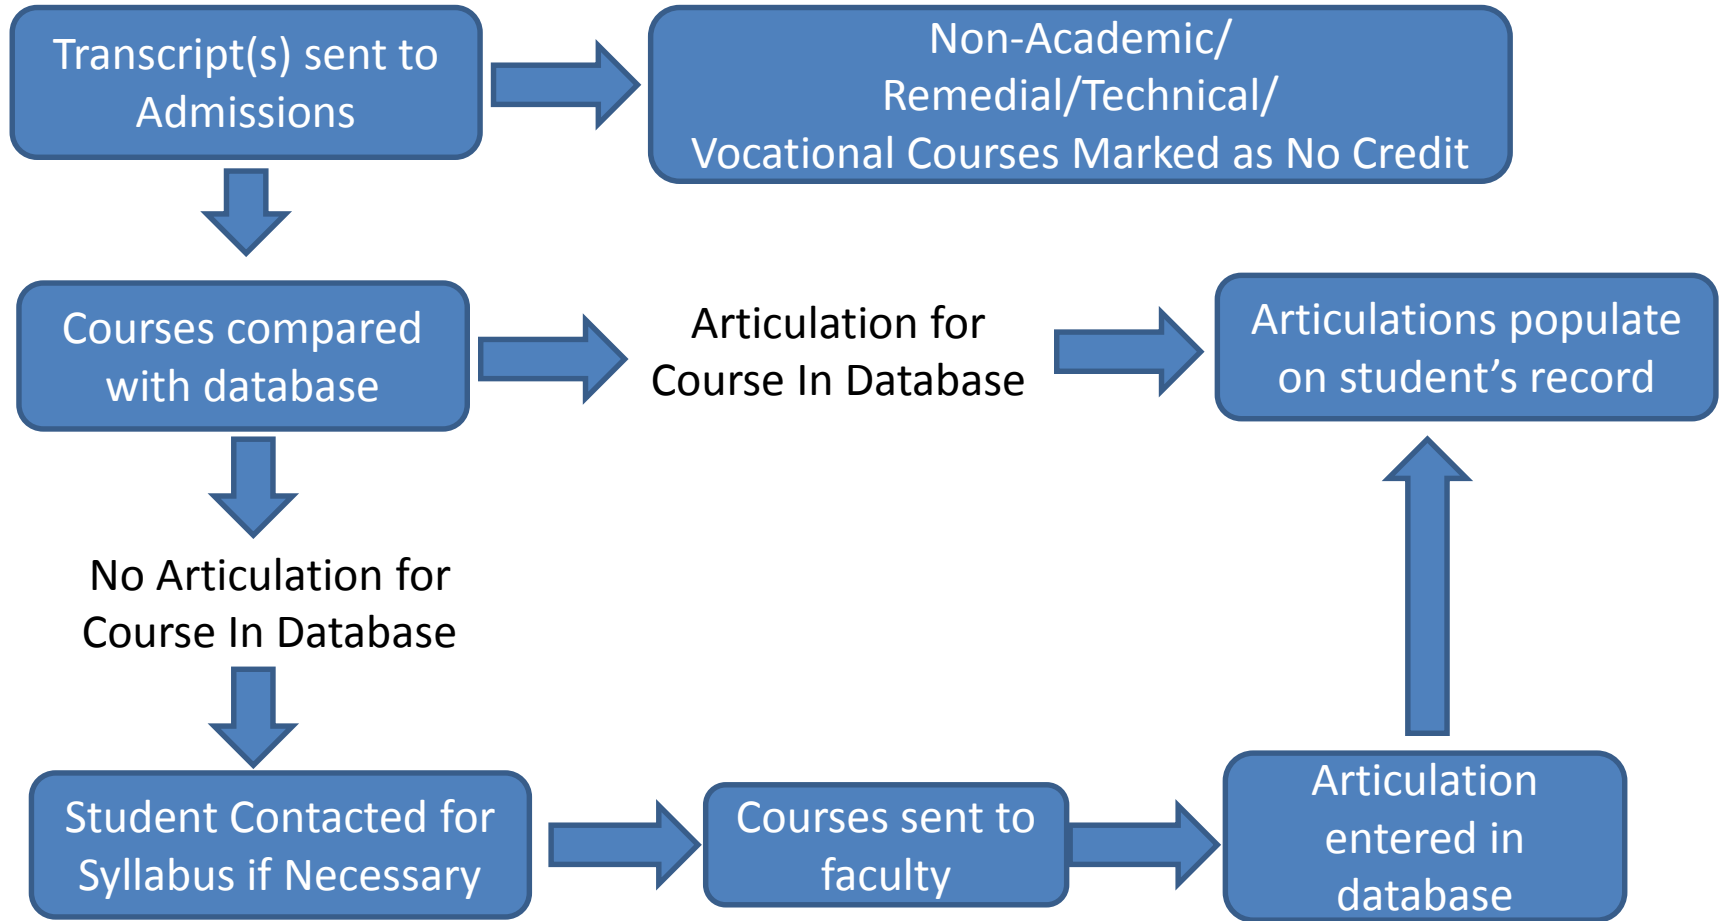 Transcript(s) sent to
Admissions
Non-Academic/
Remedial/Technical/
Vocational Courses Marked as No Credit
Courses compared
with database
Articulation for
Course In Database
Articulations populate
on student’s record
No Articulation for
Course In Database
Student Contacted for
Syllabus if Necessary
Courses sent to
faculty
Articulation
entered in
database